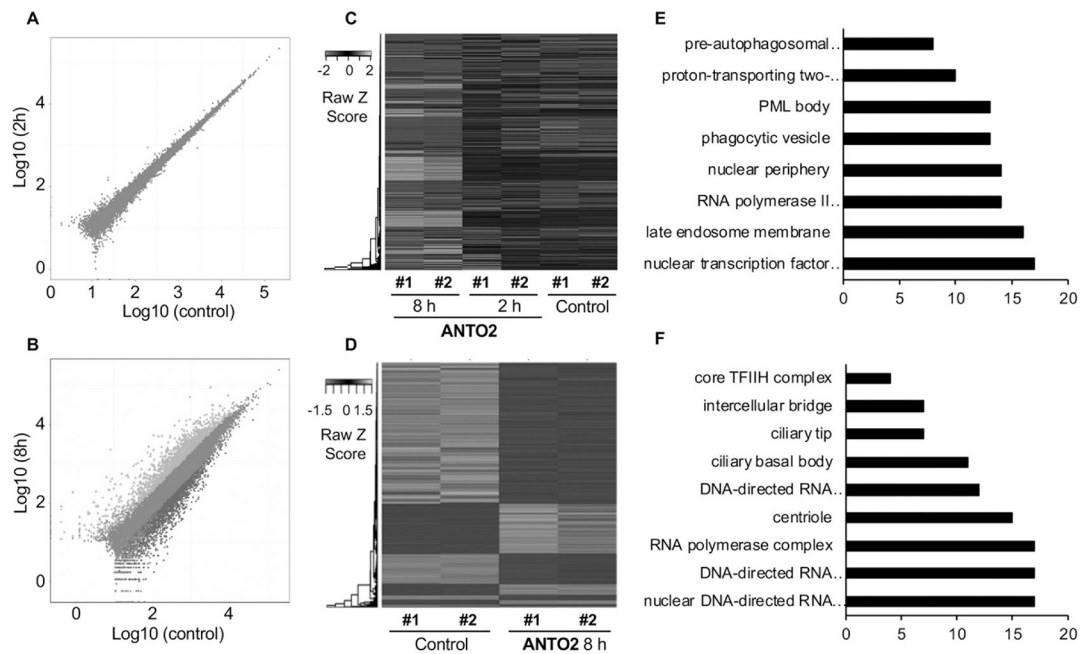 A
Log10 (2h)
4
2
0
0 1 2 3 4 5
Log10 (control)
B
Log10 (8h)
4
2
0
0 2 4
Log10 (control)
C
-2 0 2
Raw Z
Score
#1 #2 #1 #2 #1 #2
8 h 2 h Control
ANTO2
D
-1.5 0 1.5
Raw Z
Score
#1 #2 #1 #2
Control ANTO2 8 h
E
pre-autophagosomal..
proton-transporting two-..
PML body
phagocytic vesicle
nuclear periphery
RNA polymerase II..
late endosome membrane
nuclear transcription factor..
0 5 10 15 20
F
core TFIIH complex
intercellular bridge
ciliary tip
ciliary basal body
DNA-directed RNA..
centriole
RNA polymerase complex
DNA-directed RNA..
nuclear DNA-directed RNA..
0 5 10 15 20